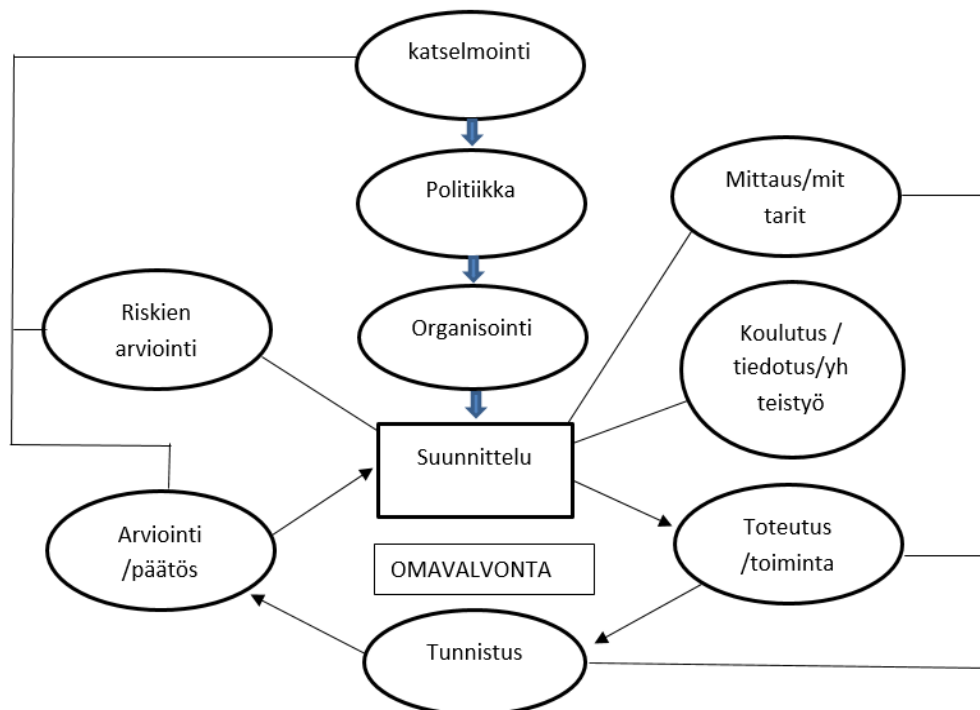 katselmointi
Politiikka
Mittaus/mit
tarit
Riskien
arviointi
Organisointi
Koulutus /
tiedotus/yh
teistyö
Suunnittelu
Arviointi
/päätös
Toteutus
/toiminta
OMAVALVONTA
Tunnistus